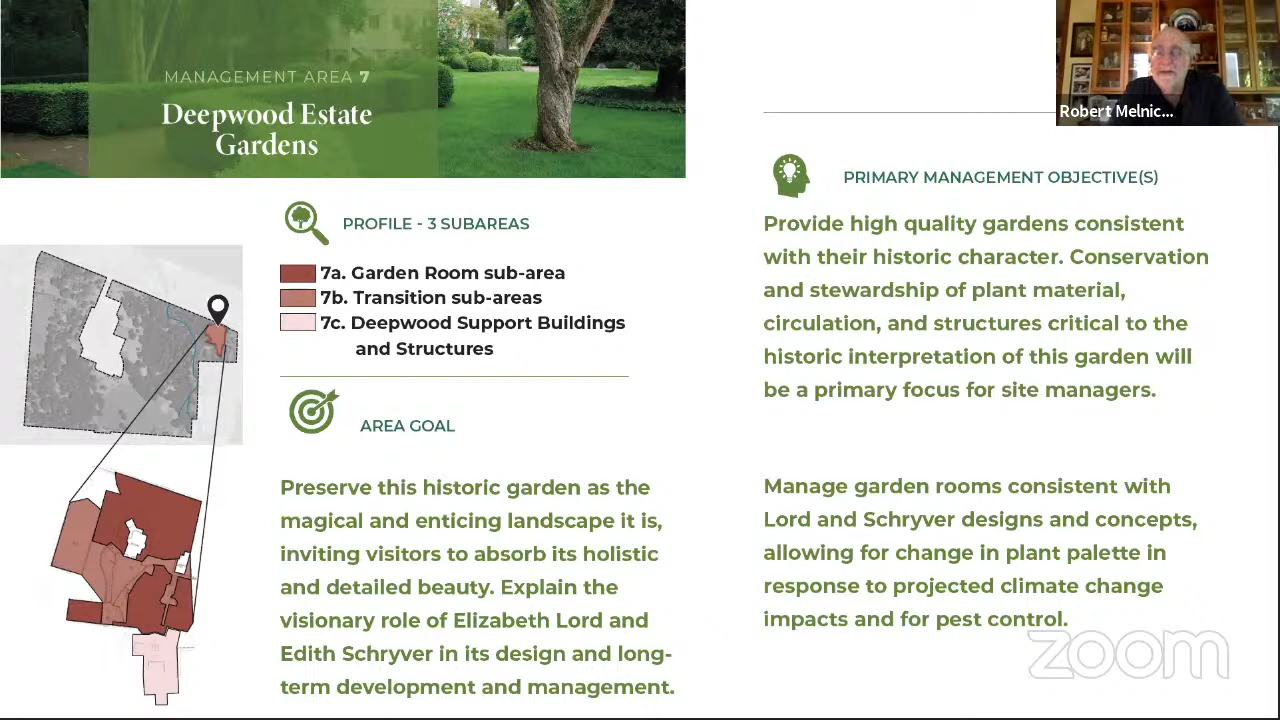 MANAGEMENT AREA 7
Deepwood Estate
Gardens
PROFILE - 3 SUBAREAS
7a. Garden Room sub-area
7b. Transition sub-areas
7c. Deepwood Support Buildings
and Structures
AREA GOAL
Preserve this historic garden as the
magical and enticing landscape it is,
inviting visitors to absorb its holistic
and detailed beauty. Explain the
visionary role of Elizabeth Lord and
Edith Schryver in its design and long-
term development and management.
Robert Melnic...
PRIMARY MANAGEMENT OBJECTIVE(S)
Provide high quality gardens consistent
with their historic character. Conservation
and stewardship of plant material,
circulation, and structures critical to the
historic interpretation of this garden will
be a primary focus for site managers.
Manage garden rooms consistent with
Lord and Schryver designs and concepts,
allowing for change in plant palette in
response to projected climate change
impacts and for pest control.
zoom